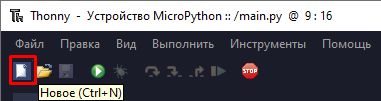 Thonny - Устройство MicroPython :: /main.py @ 9 : 16
Файл Правка Вид Выполнить Инструменты Помощь
STOP
Новое (Ctrl+N)